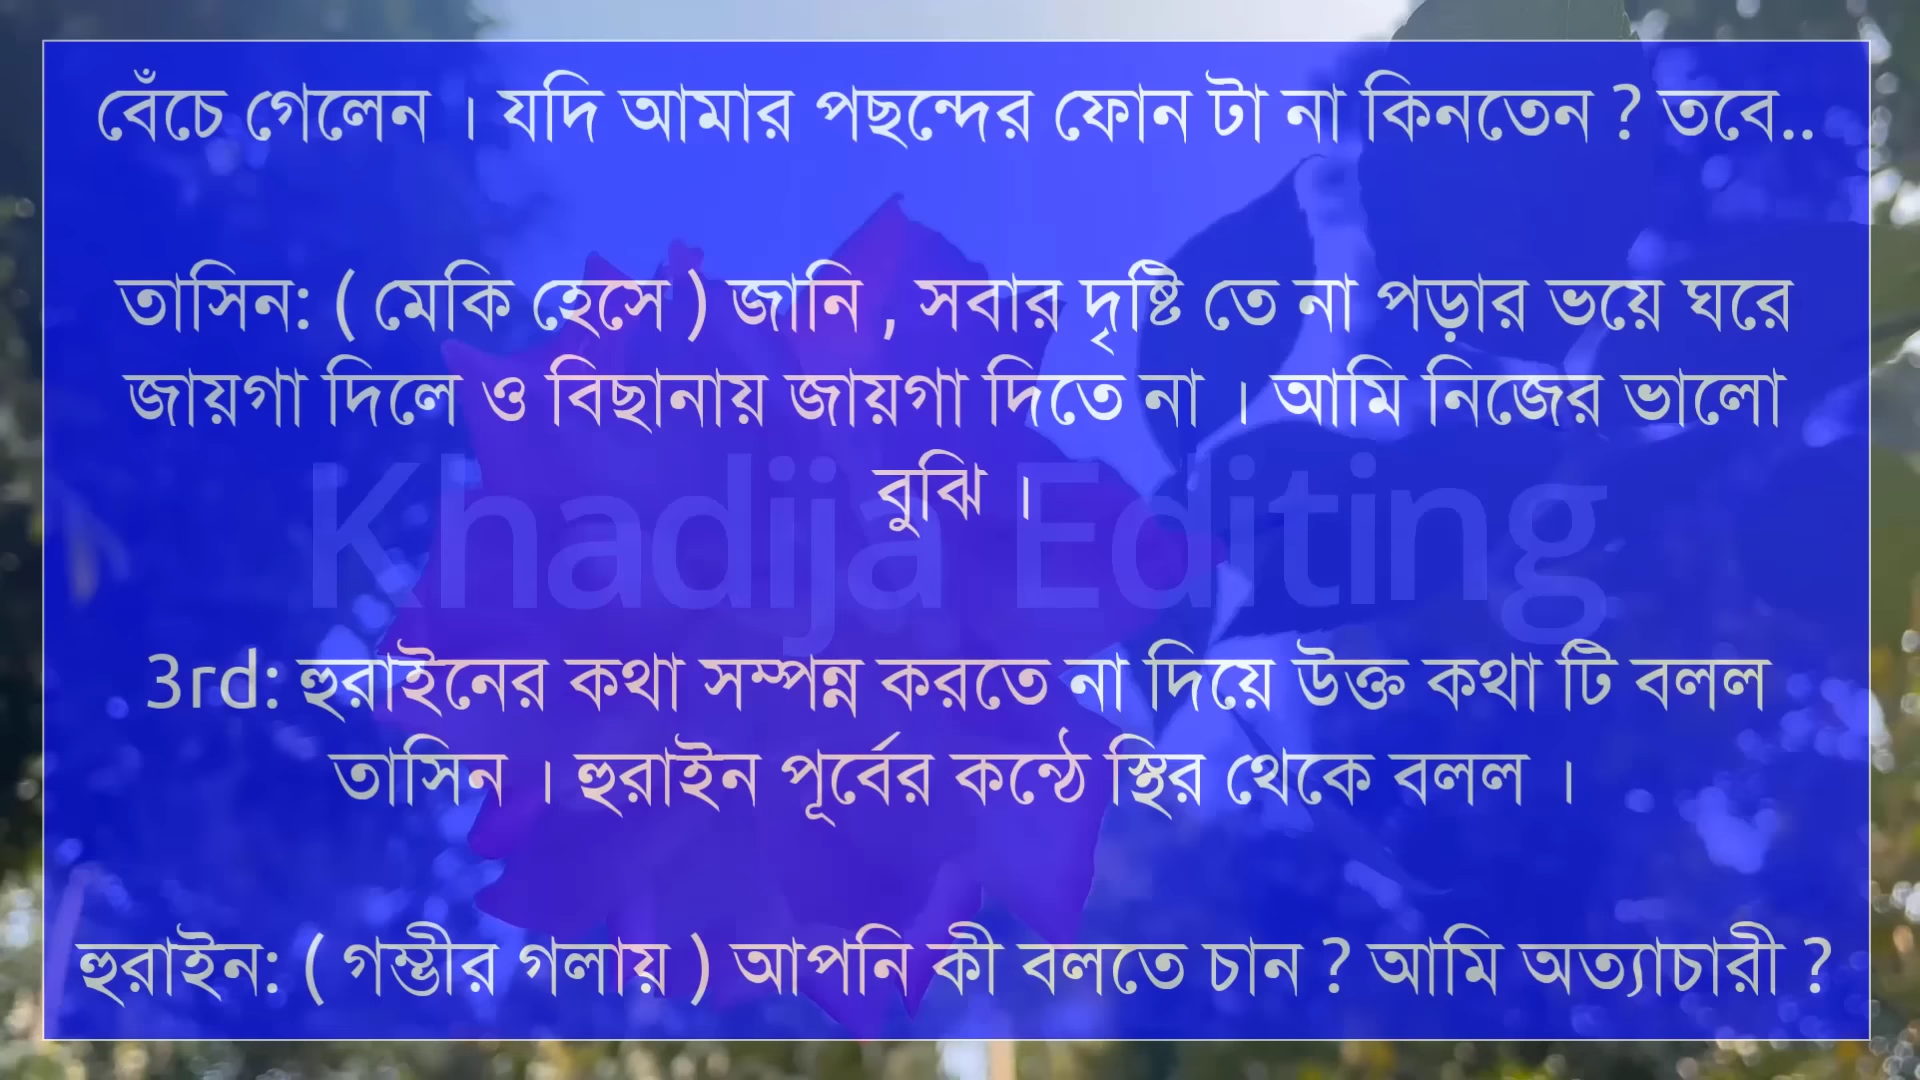 বেঁচে গেলেন । যদি আমার পছন্দের ফোন টা না কিনতেন ? তবে..
তাসিন: ( মেকি হেসে ) জানি , সবার দৃষ্টি তে না পড়ার ভয়ে ঘরে
জায়গা দিলে ও বিছানায় জায়গা দিতে না । আমি নিজের ভালো
বুঝি ।
Khadija Editing
3rd: হুরাইনের কথা সম্পন্ন করতে না দিয়ে উক্ত কথা টি বলল
তাসিন । হুরাইন পূর্বের কন্ঠে স্থির থেকে বলল ।
হুরাইন: ( গম্ভীর গলায় ) আপনি কী বলতে চান ? আমি অত্যাচারী ?